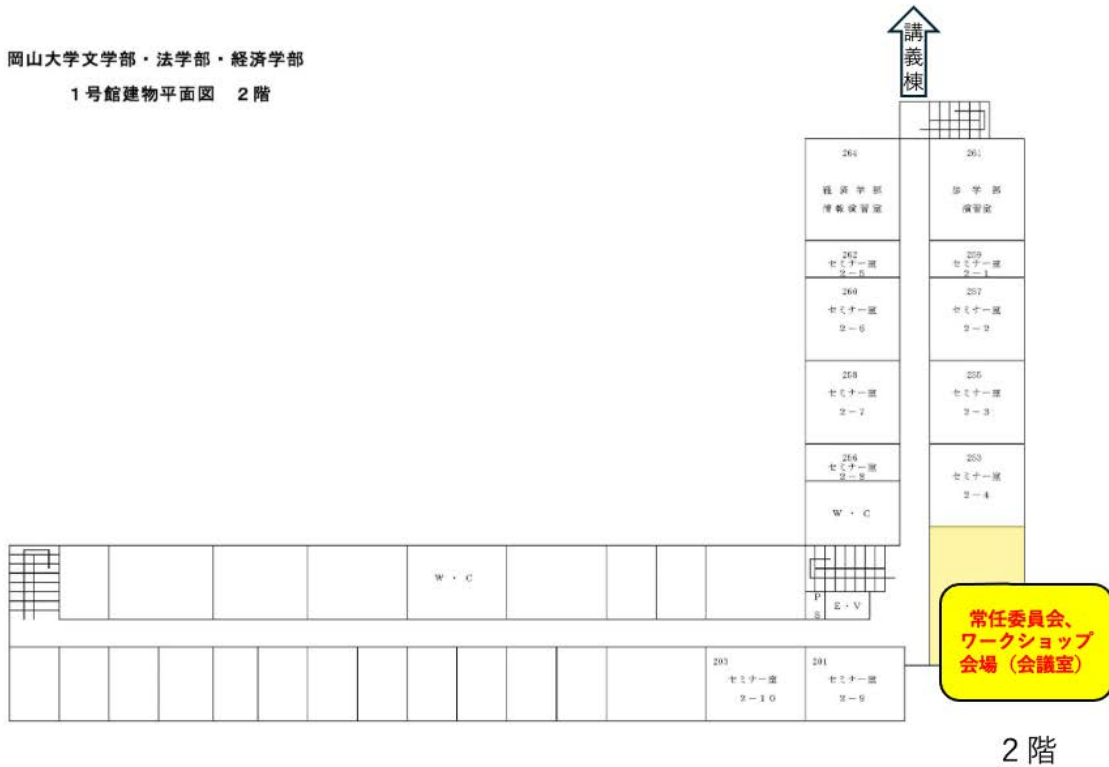 岡山大学文学部・法学部・経済学部
1号館建物平面図　2階
講義棟
264
経済学部
情報演習室
261
法学部
演習室
262
セミナー室
2－5
259
セミナー室
2－1
260
セミナー室
2－6
257
セミナー室
2－2
258
セミナー室
2－7
255
セミナー室
2－3
256
セミナー室
2－8
253
セミナー室
2－4
W・C
W・C
PS
E・V
常任委員会、
ワークショップ
会場（会議室）
203
セミナー室
2－10
201
セミナー室
2－9
2階